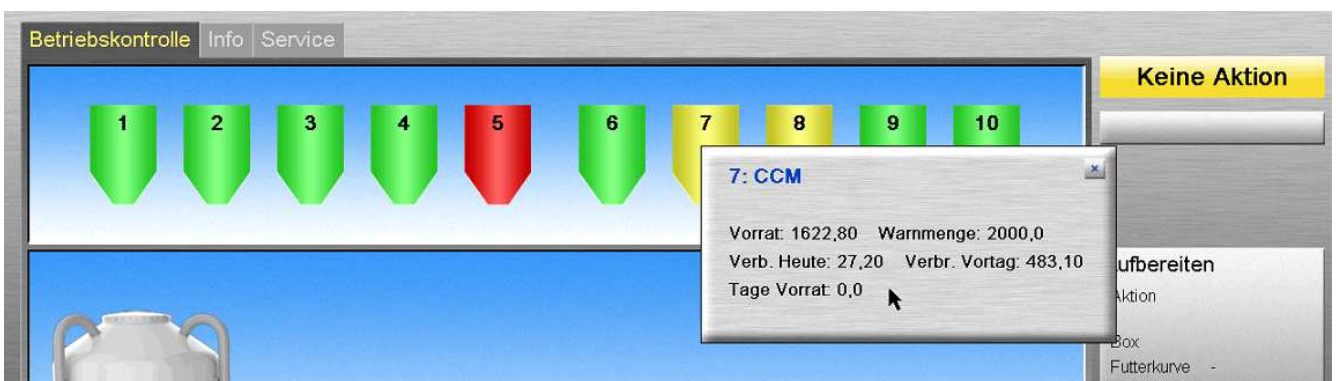 Betriebskontrolle Info Service
Keine Aktion
1 2 3 4 5 6 7 8 9 10
7: CCM
Vorrat: 1622,80 Warnmenge: 2000,0
Verb. Heute: 27,20 Verbr. Vortag: 483,10
Tage Vorrat: 0,0
ufbereiten
Aktion
Box
Futterkurve -